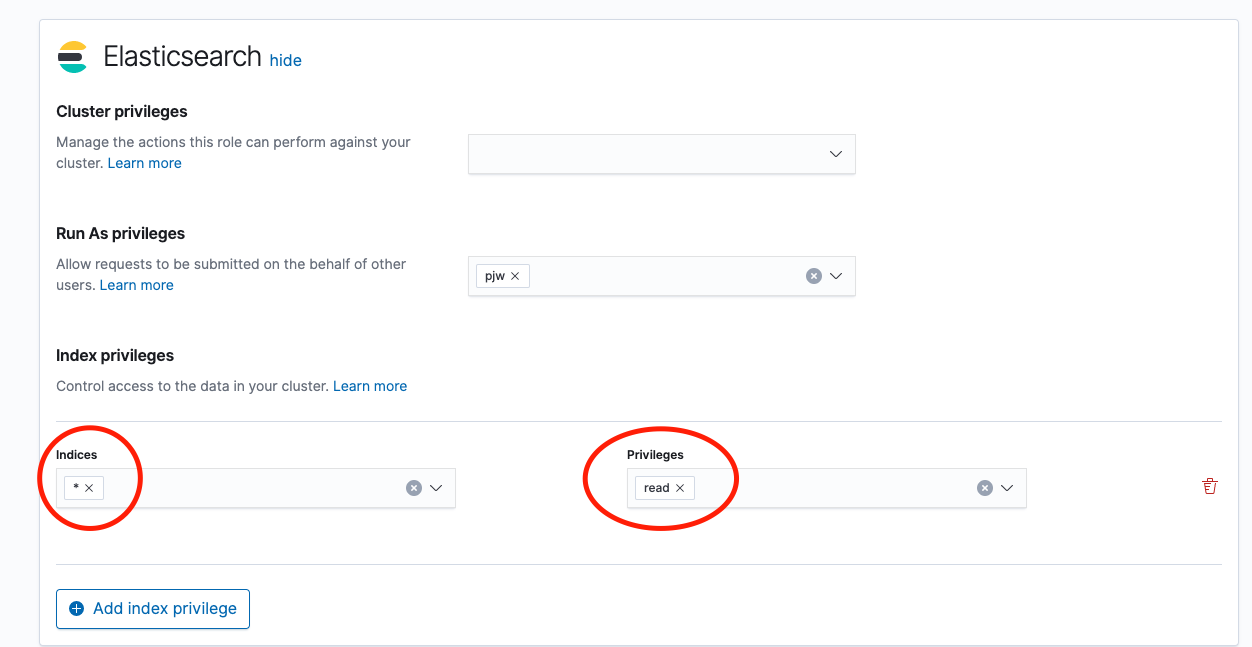 Elasticsearch hide
Cluster privileges
Manage the actions this role can perform against your
cluster. Learn more
Run As privileges
Allow requests to be submitted on the behalf of other
users. Learn more
pjw
Index privileges
Control access to the data in your cluster. Learn more
Indices
*
Privileges
read
Add index privilege